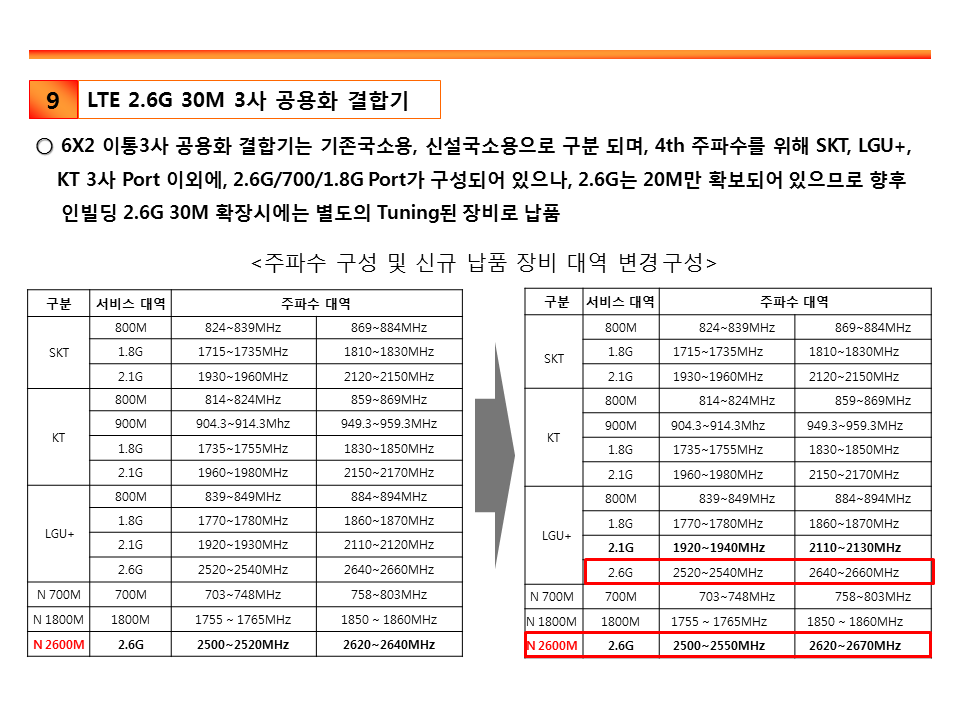 9 LTE 2.6G 30M 3사 공용화 결합기
○ 6X2 이통3사 공용화 결합기는 기존국소용, 신설국소용으로 구분 되며, 4th 주파수를 위해 SKT, LGU+,
KT 3사 Port 이외에, 2.6G/700/1.8G Port가 구성되어 있으나, 2.6G는 20M만 확보되어 있으므로 향후
인빌딩 2.6G 30M 확장시에는 별도의 Tuning된 장비로 납품
<주파수 구성 및 신규 납품 장비 대역 변경 구성>
구분 서비스 대역 주파수 대역
SKT 800M 824~839MHz 869~884MHz
1.8G 1715~1735MHz 1810~1830MHz
2.1G 1930~1960MHz 2120~2150MHz
KT 800M 814~824MHz 859~869MHz
900M 904.3~914.3Mhz 949.3~959.3MHz
1.8G 1735~1755MHz 1830~1850MHz
2.1G 1960~1980MHz 2150~2170MHz
LGU+ 800M 839~849MHz 884~894MHz
1.8G 1770~1780MHz 1860~1870MHz
2.1G 1920~1930MHz 2110~2120MHz
2.6G 2520~2540MHz 2640~2660MHz
N 700M 700M 703~748MHz 758~803MHz
N 1800M 1800M 1755 ~ 1765MHz 1850 ~ 1860MHz
N 2600M 2.6G 2500~2520MHz 2620~2640MHz
구분 서비스 대역 주파수 대역
SKT 800M 824~839MHz 869~884MHz
1.8G 1715~1735MHz 1810~1830MHz
2.1G 1930~1960MHz 2120~2150MHz
KT 800M 814~824MHz 859~869MHz
900M 904.3~914.3Mhz 949.3~959.3MHz
1.8G 1735~1755MHz 1830~1850MHz
2.1G 1960~1980MHz 2150~2170MHz
LGU+ 800M 839~849MHz 884~894MHz
1.8G 1770~1780MHz 1860~1870MHz
2.1G 1920~1940MHz 2110~2130MHz
2.6G 2520~2540MHz 2640~2660MHz
N 700M 700M 703~748MHz 758~803MHz
N 1800M 1800M 1755 ~ 1765MHz 1850 ~ 1860MHz
N 2600M 2.6G 2500~2550MHz 2620~2670MHz